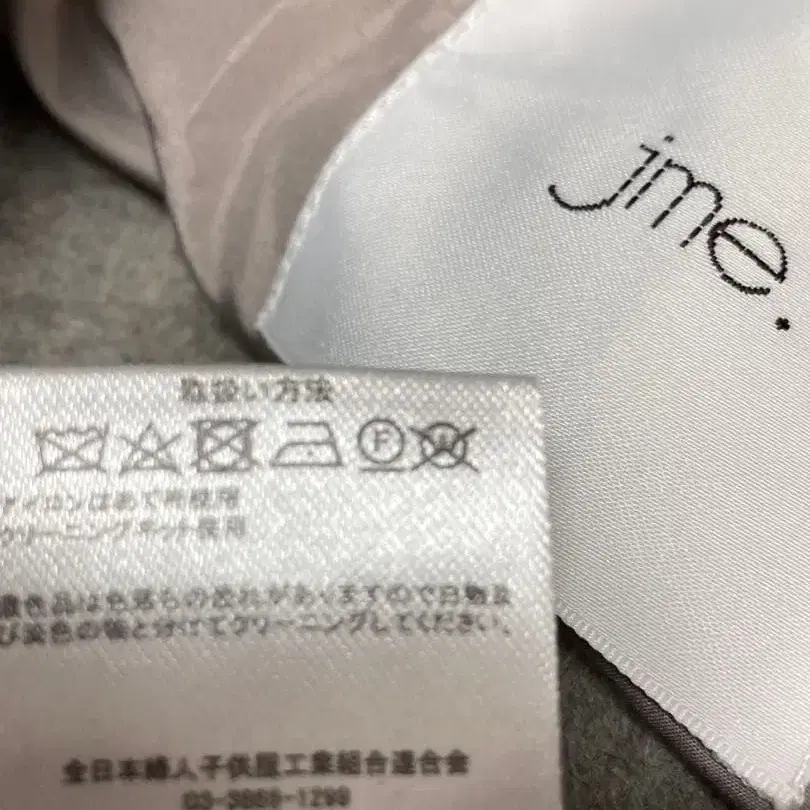 jme.
取扱い方法
F
アイロンはあて布使用
クリーニングネット使用
濃色品は色落ちの恐れがありますので白物及
び淡色の物と分けてクリーニングしてください。
全日本婦人子供服工業組合連合会